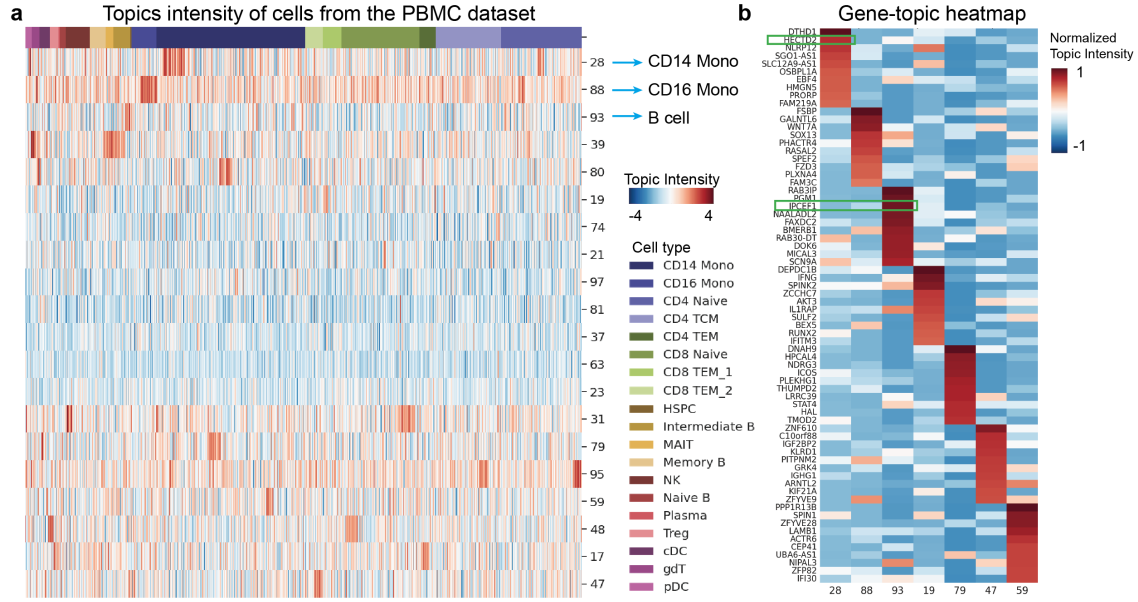 a
Topics intensity of cells from the PBMC dataset
28
88
93
39
80
19
74
21
97
81
37
63
23
31
79
95
59
48
17
47
CD14 Mono
CD16 Mono
B cell
Topic Intensity
-4 4
Cell type
CD14 Mono
CD16 Mono
CD4 Naive
CD4 TCM
CD4 TEM
CD8 Naive
CD8 TEM_1
CD8 TEM_2
HSPC
Intermediate B
MAIT
Memory B
NK
Naive B
Plasma
Treg
cDC
gdT
pDC
b
Gene-topic heatmap
DTHD1
HECTD2
NLRP12
SGO1-AS1
SLC12A9-AS1
OSBPL1A
EBF4
HMGN5
PRORP
FAM219A
FSBP
GALNTL6
WNT7A
SOX13
PHACTR4
RASAL2
SPEF2
FZD3
PLXNA4
FAM3C
RAB3IP
PGM1
IPCEF1
NAALADL2
FAXDC2
BMERB1
RAB30-DT
DOK6
MICAL3
SCN9A
DEPDC1B
IFNG
SPINK2
ZCCHC7
AKT3
IL1RAP
SULF2
BEX5
RUNX2
IFITM3
DNAH9
HPCAL4
NDRG3
ICOS
PLEKHG1
THUMPD2
LRRC39
STAT4
HAL
TMOD2
ZNF610
C10orf88
IGF2BP2
KLRD1
PITPNM2
GRK4
IGHG1
ARNTL2
KIF21A
ZFYVE9
PPP1R13B
SPIN1
ZFYVE28
LAMB1
ACTR6
CEP41
UBA6-AS1
NIPAL3
ZFP82
IFI30
28 88 93 19 79 47 59
Normalized
Topic Intensity
1
-1